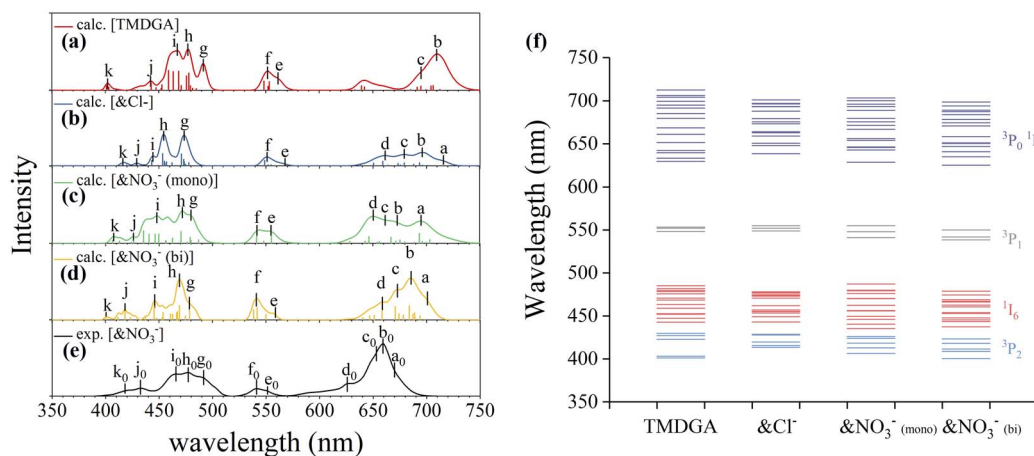 (a)
calc. [TMDGA]
k j i h g f e c b
(b)
calc. [&Cl-]
k g i h g f e d c b a
(c)
calc. [&NO₃⁻ (mono)]
k j i h g f e d c b a
(d)
calc. [&NO₃⁻ (bi)]
k j i h g f e d c b a
(e)
exp. [&NO₃⁻]
k₀ j₀ i₀ h₀ g₀ f₀ e₀ d₀ c₀ b₀ a₀
Intensity
350 400 450 500 550 600 650 700 750
wavelength (nm)
(f)
750
700
650
600
550
500
450
400
350
Wavelength (nm)
³P₀
³P₁
¹I₆
³P₂
TMDGA &Cl⁻ &NO₃⁻ (mono) &NO₃⁻ (bi)